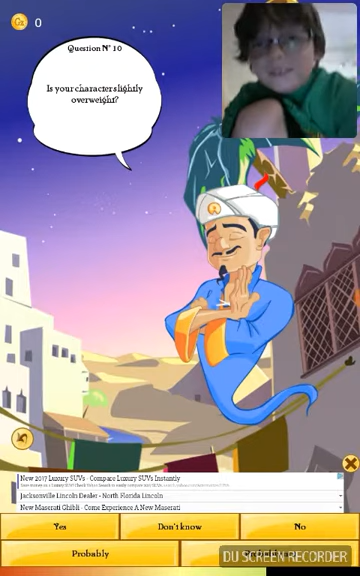 0
Question N° 10
Is your character slightly
overweight?
New 2017 Luxury SUVs - Compare Luxury SUVs Instantly
Jacksonville Lincoln Dealer - North Florida Lincoln
New Maserati Ghibli - Come Experience A New Maserati
Yes
Don't know
No
Probably
DU SCREEN RECORDER